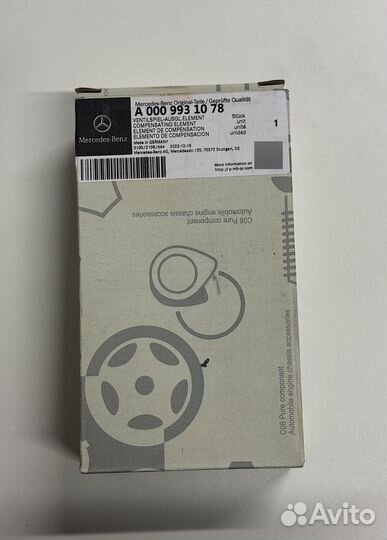 Mercedes-Benz Original-Teile / Geprüfte Qualität
A 000 993 10 78
VENTILSPIEL-AUSGL.ELEMENT
COMPENSATING ELEMENT
ELEMENT DE COMPENSATION
ELEMENTO DE COMPENSACION
Stück
unit
unité
unidad
1
Made in GERMANY
2022-12-15
Mercedes-Benz AG, Mercedesstr.120, 70372 Stuttgart, DE
Mercedes-Benz
More information on
C08 Pure component
Automobile engine chassis accessories
C08 Pure component
Automobile engine chassis accessories
Avito